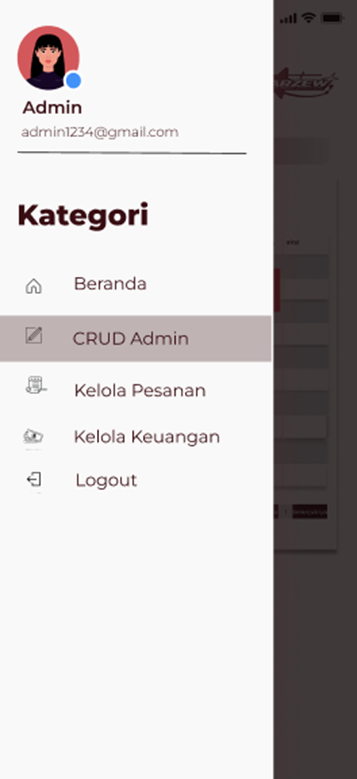 Admin
admin1234@gmail.com
Kategori
Beranda
CRUD Admin
Kelola Pesanan
Kelola Keuangan
Logout